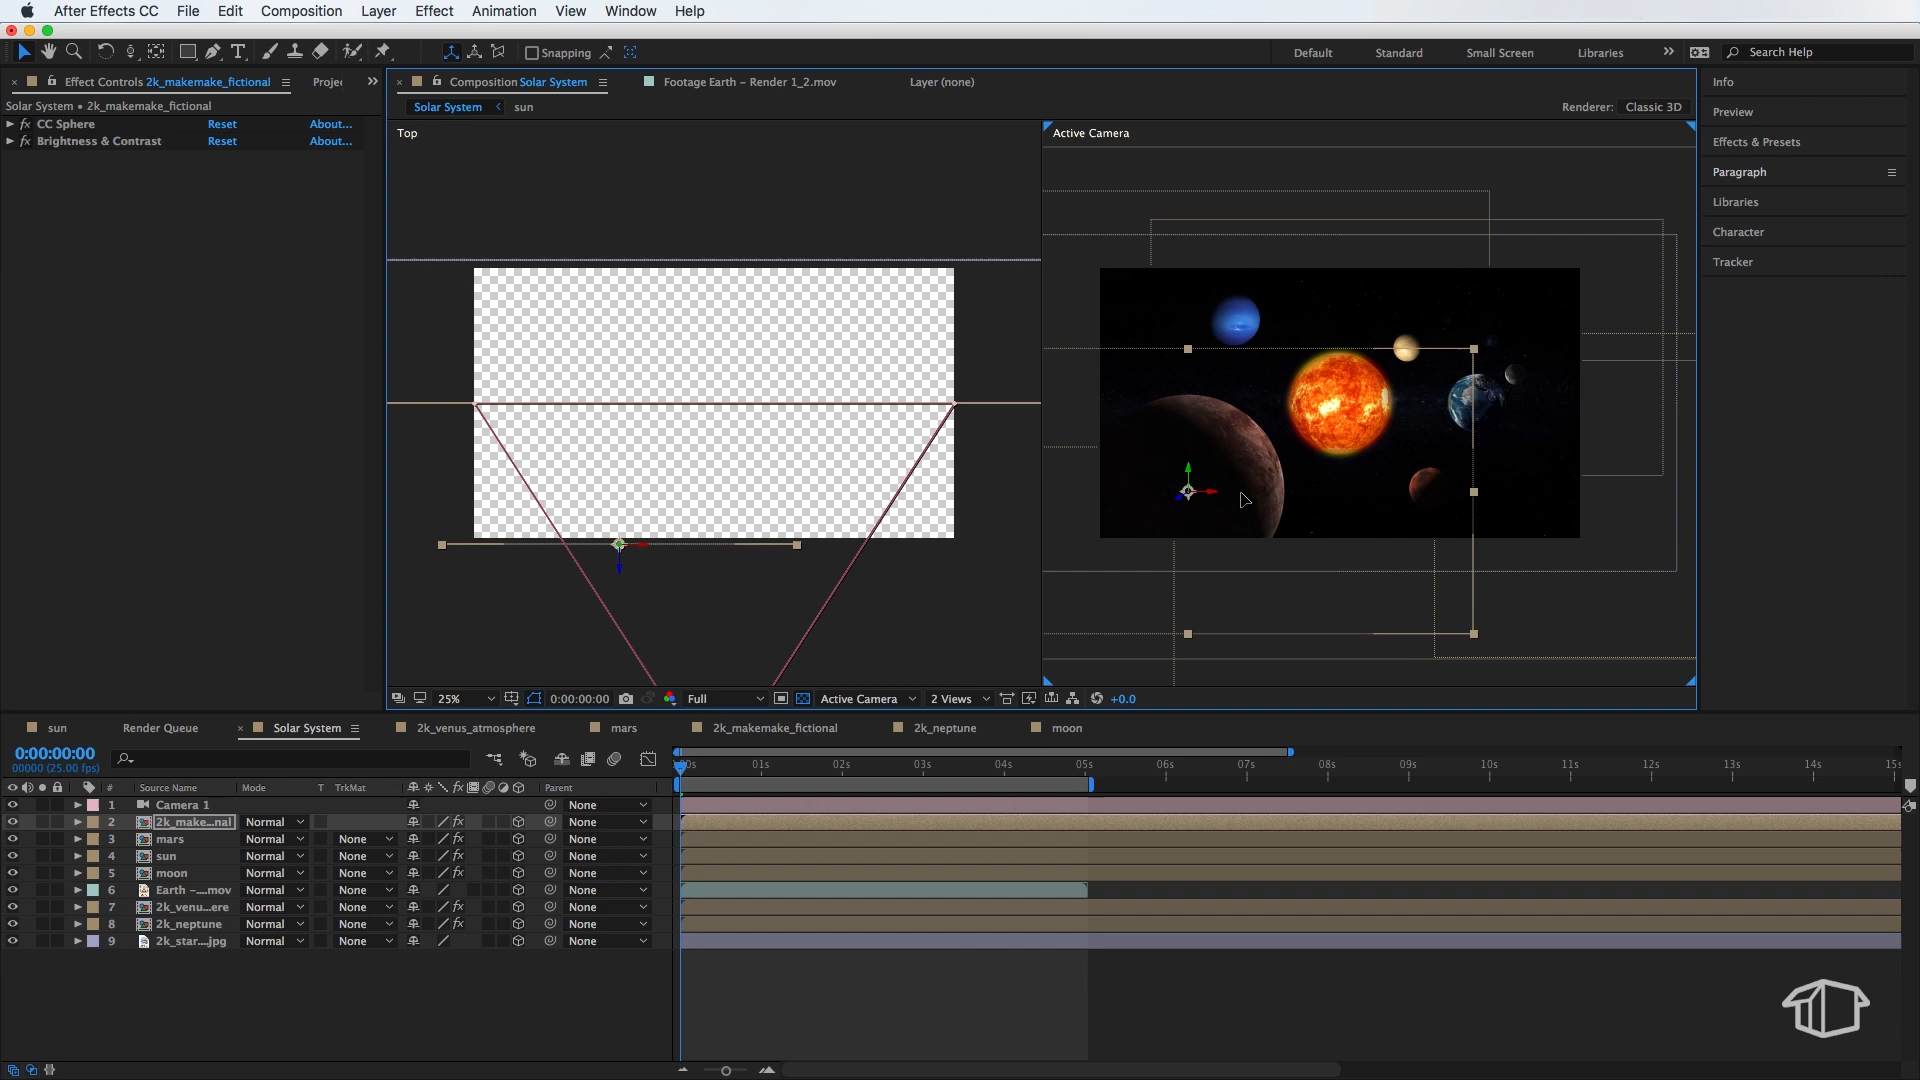 After Effects CC File Edit Composition Layer Effect Animation View Window Help
Snapping Default Standard Small Screen Libraries Search Help
Effect Controls 2k_makemake_fictional Projec
Composition Solar System Footage Earth – Render 1_2.mov Layer (none)
Info
Solar System • 2k_makemake_fictional
Solar System sun Renderer: Classic 3D
Preview
CC Sphere Reset About...
Brightness & Contrast Reset About...
Top Active Camera
Effects & Presets
Paragraph
Libraries
Character
Tracker
25% 0:00:00:00 Full Active Camera 2 Views +0.0
sun Render Queue Solar System 2k_venus_atmosphere mars 2k_makemake_fictional 2k_neptune moon
0:00:00:00
00000 (25.00 fps)
:00s 01s 02s 03s 04s 05s 06s 07s 08s 09s 10s 11s 12s 13s 14s 15s
# Source Name Mode T TrkMat Parent
1 Camera 1 None
2 2k_make...nal Normal None
3 mars Normal None None
4 sun Normal None None
5 moon Normal None None
6 Earth -....mov Normal None None
7 2k_venu...ere Normal None None
8 2k_neptune Normal None None
9 2k_star....jpg Normal None None